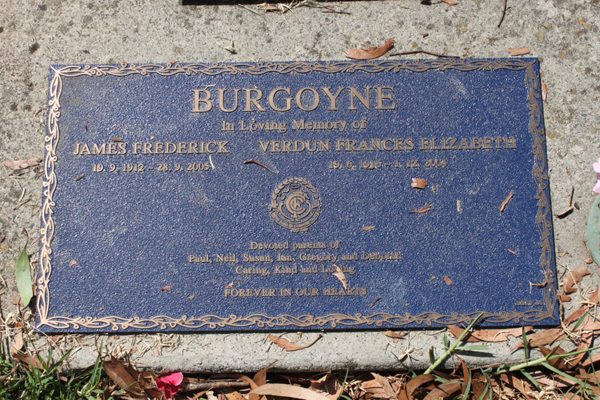 BURGOYNE
In Loving Memory of
JAMES FREDERICK VERDUN FRANCES ELIZABETH
19. 9. 1912 – 28. 9. 2005
Devoted parents of
Paul, Neil, Susan, Ian, Gregory and
Caring, Kind and Loving
FOREVER IN OUR HEARTS